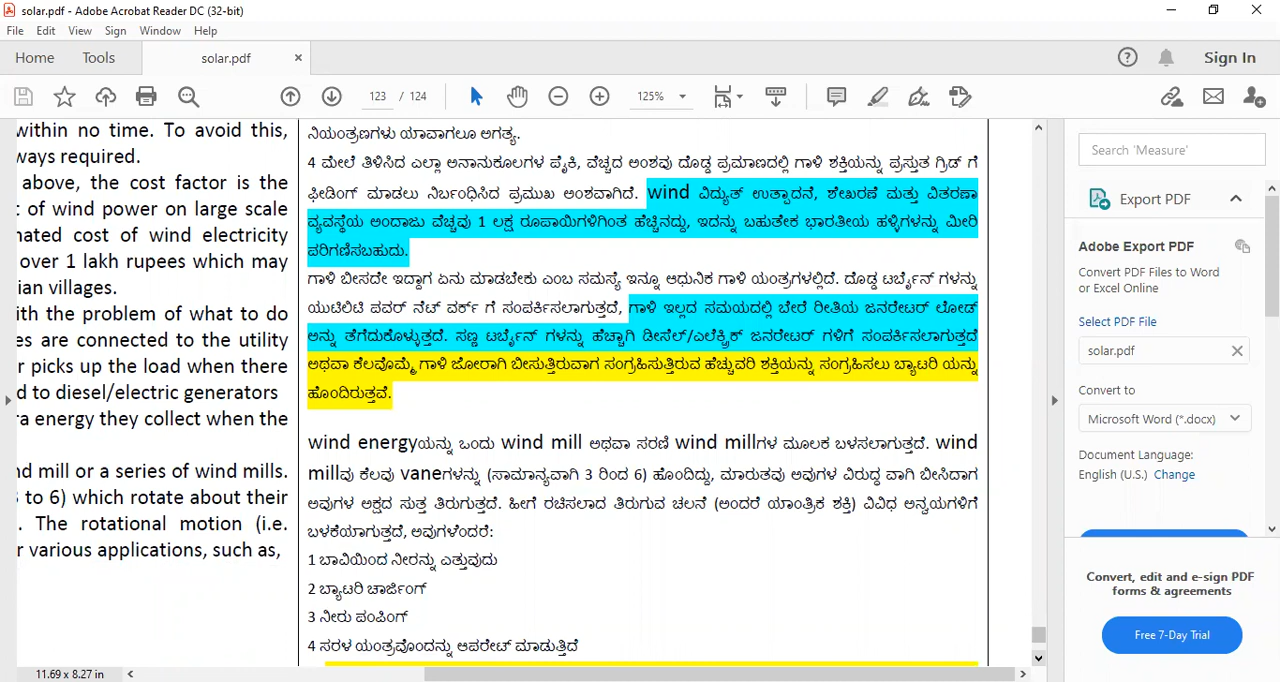 solar.pdf - Adobe Acrobat Reader DC (32-bit)
File Edit View Sign Window Help
Home Tools solar.pdf × Sign In
123 / 124 125%
within no time. To avoid this,
ways required.
above, the cost factor is the
t of wind power on large scale
nated cost of wind electricity
over 1 lakh rupees which may
ian villages.
ith the problem of what to do
es are connected to the utility
r picks up the load when there
d to diesel/electric generators
ra energy they collect when the
nd mill or a series of wind mills.
3 to 6) which rotate about their
. The rotational motion (i.e.
r various applications, such as,
ನಿಯಂತ್ರಣಗಳು ಯಾವಾಗಲೂ ಅಗತ್ಯ.
4 ಮೇಲೆ ತಿಳಿಸಿದ ಎಲ್ಲಾ ಅನಾನುಕೂಲಗಳ ಪೈಕಿ, ವೆಚ್ಚದ ಅಂಶವು ದೊಡ್ಡ ಪ್ರಮಾಣದಲ್ಲಿ ಗಾಳಿ ಶಕ್ತಿಯನ್ನು ಪ್ರಸ್ತುತ ಗ್ರಿಡ್ ಗೆ
ಫೀಡಿಂಗ್ ಮಾಡಲು ನಿರ್ಬಂಧಿಸಿದ ಪ್ರಮುಖ ಅಂಶವಾಗಿದೆ. wind ವಿದ್ಯುತ್ ಉತ್ಪಾದನೆ, ಶೇಖರಣೆ ಮತ್ತು ವಿತರಣಾ
ವ್ಯವಸ್ಥೆಯ ಅಂದಾಜು ವೆಚ್ಚವು 1 ಲಕ್ಷ ರೂಪಾಯಿಗಳಿಗಿಂತ ಹೆಚ್ಚಿನದ್ದು, ಇದನ್ನು ಬಹುತೇಕ ಭಾರತೀಯ ಹಳ್ಳಿಗಳನ್ನು ಮೀರಿ
ಪರಿಗಣಿಸಬಹುದು.
ಗಾಳಿ ಬೀಸದೇ ಇದ್ದಾಗ ಏನು ಮಾಡಬೇಕು ಎಂಬ ಸಮಸ್ಯೆ ಇನ್ನೂ ಆಧುನಿಕ ಗಾಳಿ ಯಂತ್ರಗಳಲ್ಲಿದೆ. ದೊಡ್ಡ ಟರ್ಬೈನ್ ಗಳನ್ನು
ಯುಟಿಲಿಟಿ ಪವರ್ ನೆಟ್ ವರ್ಕ್ ಗೆ ಸಂಪರ್ಕಿಸಲಾಗುತ್ತದೆ, ಗಾಳಿ ಇಲ್ಲದ ಸಮಯದಲ್ಲಿ ಬೇರೆ ರೀತಿಯ ಜನರೇಟರ್ ಲೋಡ್
ಅನ್ನು ತೆಗೆದುಕೊಳ್ಳುತ್ತದೆ. ಸಣ್ಣ ಟರ್ಬೈನ್ ಗಳನ್ನು ಹೆಚ್ಚಾಗಿ ಡೀಸೆಲ್/ಎಲೆಕ್ಟ್ರಿಕ್ ಜನರೇಟರ್ ಗಳಿಗೆ ಸಂಪರ್ಕಿಸಲಾಗುತ್ತದೆ
ಅಥವಾ ಕೆಲವೊಮ್ಮೆ ಗಾಳಿ ಜೋರಾಗಿ ಬೀಸುತ್ತಿರುವಾಗ ಸಂಗ್ರಹಿಸುತ್ತಿರುವ ಹೆಚ್ಚುವರಿ ಶಕ್ತಿಯನ್ನು ಸಂಗ್ರಹಿಸಲು ಬ್ಯಾಟರಿ ಯನ್ನು
ಹೊಂದಿರುತ್ತವೆ.
wind energyಯನ್ನು ಒಂದು wind mill ಅಥವಾ ಸರಣಿ wind millಗಳ ಮೂಲಕ ಬಳಸಲಾಗುತ್ತದೆ. wind
millವು ಕೆಲವು vaneಗಳನ್ನು (ಸಾಮಾನ್ಯವಾಗಿ 3 ರಿಂದ 6) ಹೊಂದಿದ್ದು, ಮಾರುತವು ಅವುಗಳ ವಿರುದ್ಧ ವಾಗಿ ಬೀಸಿದಾಗ
ಅವುಗಳ ಅಕ್ಷದ ಸುತ್ತ ತಿರುಗುತ್ತದೆ. ಹೀಗೆ ರಚಿಸಲಾದ ತಿರುಗುವ ಚಲನೆ (ಅಂದರೆ ಯಾಂತ್ರಿಕ ಶಕ್ತಿ) ವಿವಿಧ ಅನ್ವಯಗಳಿಗೆ
ಬಳಕೆಯಾಗುತ್ತದೆ, ಅವುಗಳೆಂದರೆ:
1 ಬಾವಿಯಿಂದ ನೀರನ್ನು ಎತ್ತುವುದು
2 ಬ್ಯಾಟರಿ ಚಾರ್ಜಿಂಗ್
3 ನೀರು ಪಂಪಿಂಗ್
4 ಸರಳ ಯಂತ್ರವೊಂದನ್ನು ಆಪರೇಟ್ ಮಾಡುತ್ತಿದೆ
Search 'Measure'
Export PDF
Adobe Export PDF
Convert PDF Files to Word
or Excel Online
Select PDF File
solar.pdf
Convert to
Microsoft Word (*.docx)
Document Language:
English (U.S.) Change
Convert, edit and e-sign PDF
forms & agreements
Free 7-Day Trial
11.69 x 8.27 in